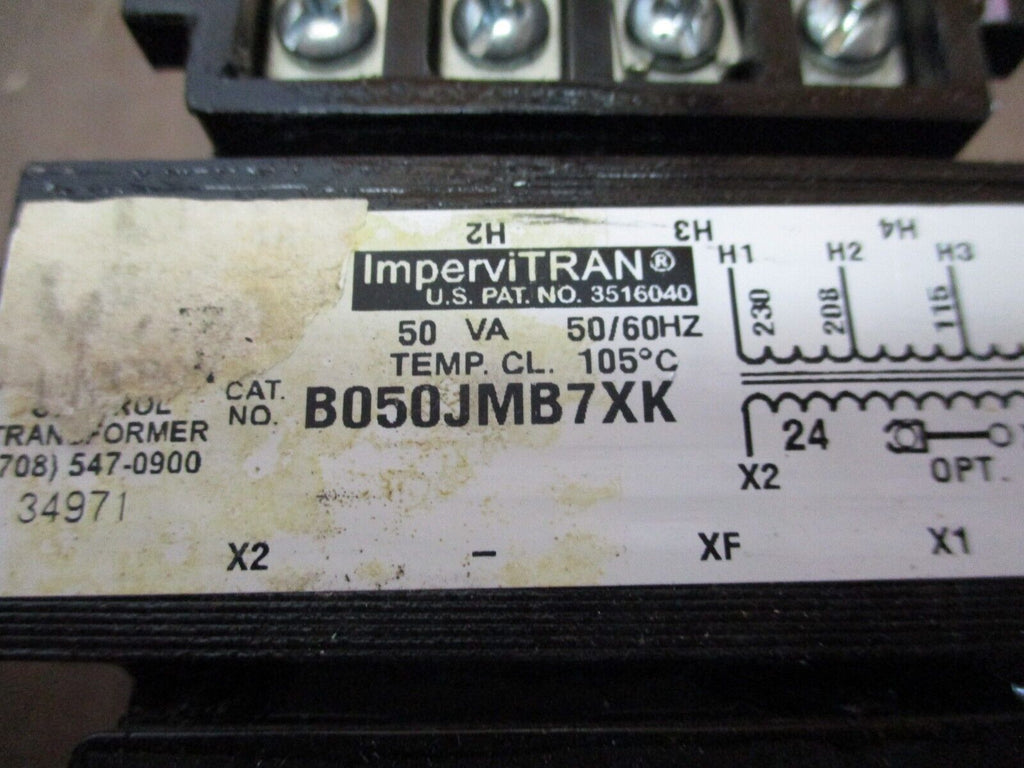 H2 H3 H4
ImperviTRAN®
U.S. PAT. NO. 3516040
H1 H2 H3
230 208 115
50 VA 50/60HZ
TEMP. CL. 105°C
CAT. NO. B050JMB7XK
TRANSFORMER
708) 547-0900
34971
24
X2
OPT.
X2 – XF X1